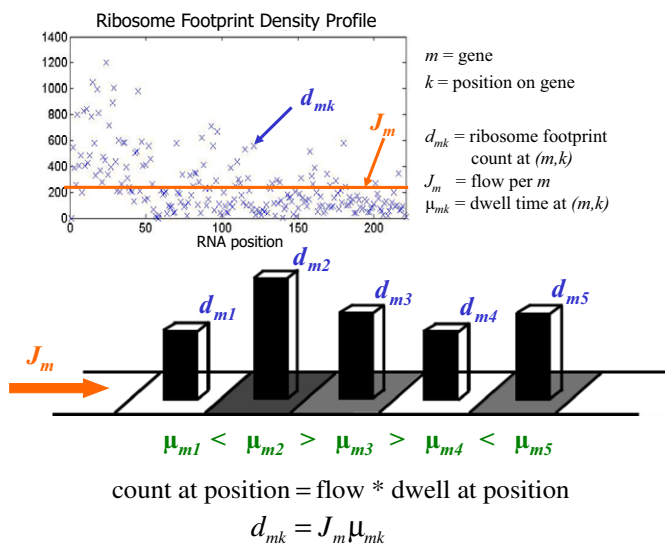 Ribosome Footprint Density Profile
1400
1200
1000
800
600
400
200
0
0 50 100 150 200
RNA position
d_mk
J_m
m = gene
k = position on gene
d_mk = ribosome footprint
count at (m,k)
J_m = flow per m
μ_mk = dwell time at (m,k)
d_m1
d_m2
d_m3
d_m4
d_m5
J_m
μ_m1 < μ_m2 > μ_m3 > μ_m4 < μ_m5
count at position = flow * dwell at position
d_mk = J_m μ_mk